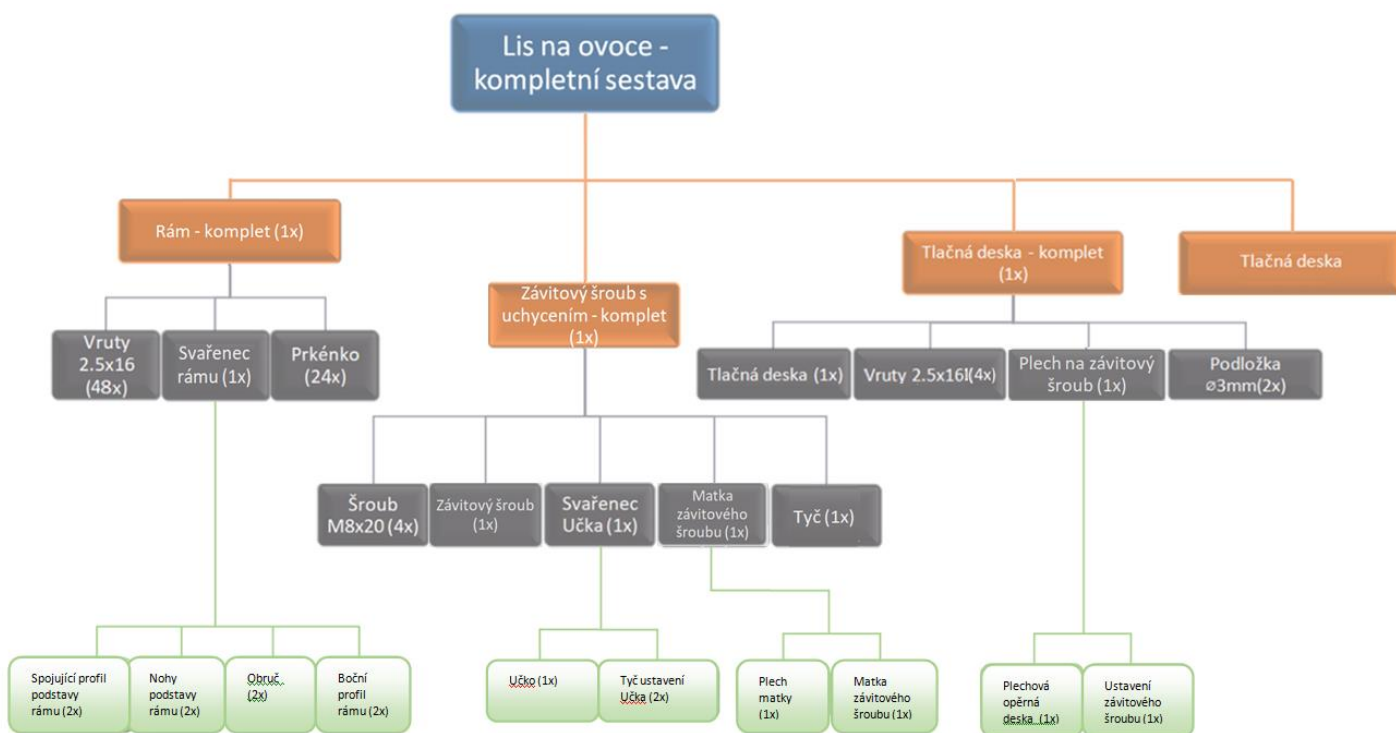 Lis na ovoce -
kompletní sestava
Rám - komplet (1x)
Závitový šroub s
uchycením - komplet
(1x)
Tlačná deska - komplet
(1x)
Tlačná deska
Vruty
2.5x16
(48x)
Svařenec
rámu (1x)
Prkénko
(24x)
Tlačná deska (1x)
Vruty 2.5x16I(4x)
Plech na závitový
šroub (1x)
Podložka
⌀3mm(2x)
Šroub
M8x20 (4x)
Závitový šroub
(1x)
Svařenec
Učka (1x)
Matka
závitového
šroubu (1x)
Tyč (1x)
Spojující profil
podstavy
rámu (2x)
Nohy
podstavy
rámu (2x)
Obruč
(2x)
Boční
profil
rámu (2x)
Učko (1x)
Tyč ustavení
Učka (2x)
Plech
matky
(1x)
Matka
závitového
šroubu (1x)
Plechová
opěrná
deska (1x)
Ustavení
závitového
šroubu (1x)